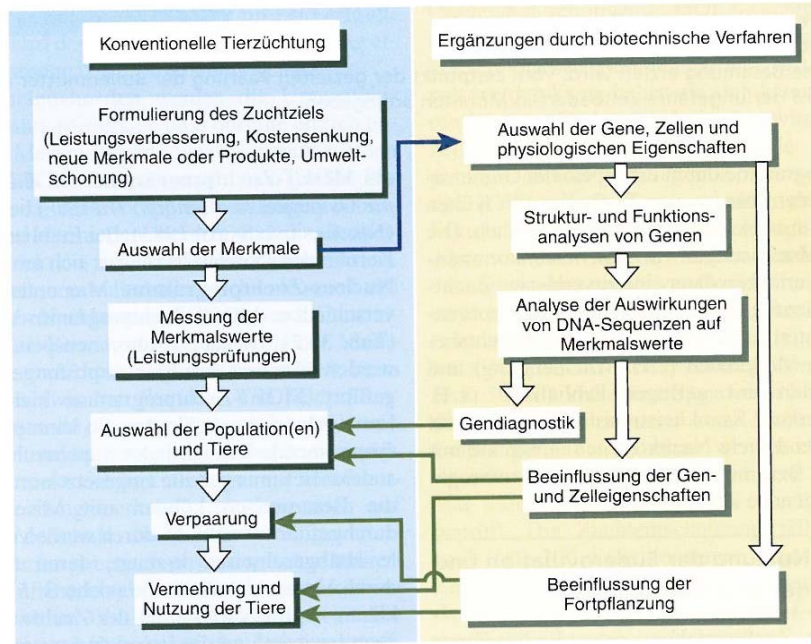 Konventionelle Tierzüchtung
Formulierung des Zuchtziels
(Leistungsverbesserung, Kostensenkung,
neue Merkmale oder Produkte, Umwelt-
schonung)
Auswahl der Merkmale
Messung der
Merkmalswerte
(Leistungsprüfungen)
Auswahl der Population(en)
und Tiere
Verpaarung
Vermehrung und
Nutzung der Tiere
Ergänzungen durch biotechnische Verfahren
Auswahl der Gene, Zellen und
physiologischen Eigenschaften
Struktur- und Funktions-
analysen von Genen
Analyse der Auswirkungen
von DNA-Sequenzen auf
Merkmalswerte
Gendiagnostik
Beeinflussung der Gen-
und Zelleigenschaften
Beeinflussung der
Fortpflanzung